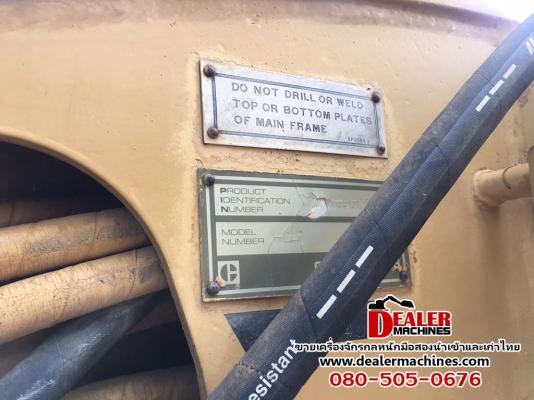 DO NOT DRILL OR WELD
TOP OR BOTTOM PLATES
OF MAIN FRAME
PRODUCT
IDENTIFICATION
NUMBER
MODEL
NUMBER
esistant
DEALER
MACHINES
ขายเครื่องจักรกลหนักมือสองนำเข้าและเก่าไทย
www.dealermachines.com
080-505-0676